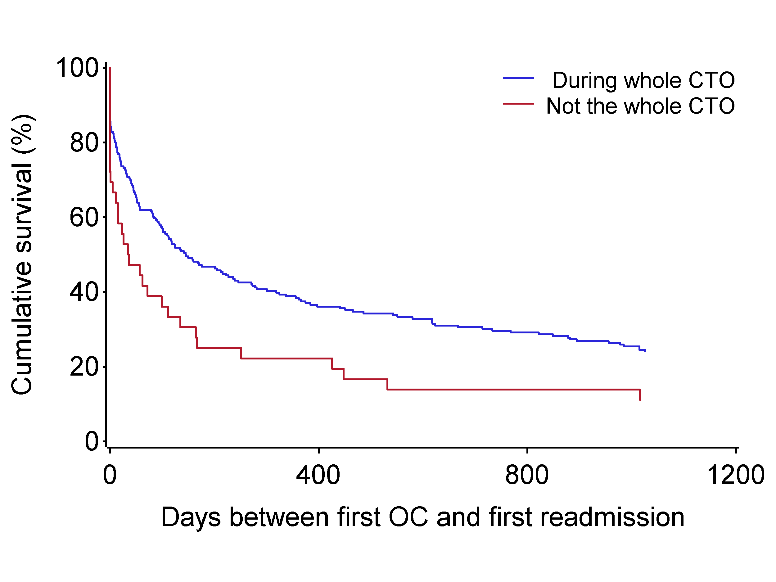 During whole CTO
Not the whole CTO
Cumulative survival (%)
100
80
60
40
20
0
0 400 800 1200
Days between first OC and first readmission